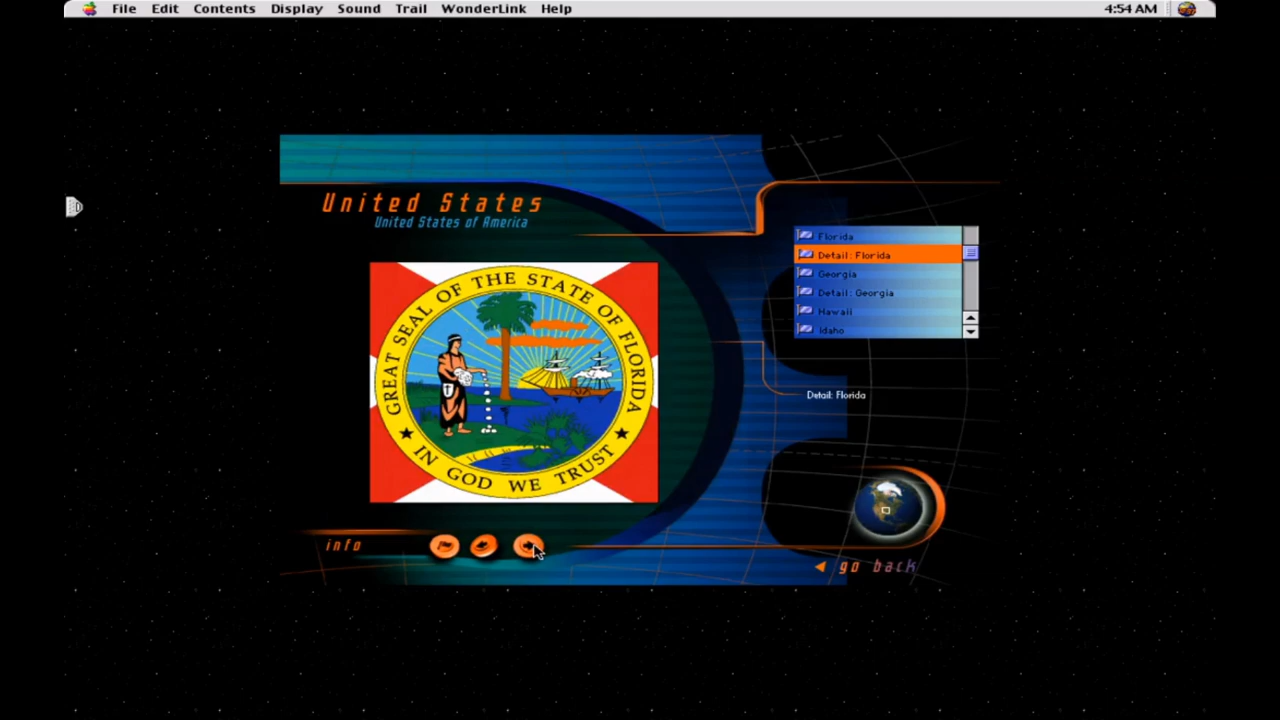 File Edit Contents Display Sound Trail WonderLink Help 4:54 AM
United States
United States of America
GREAT SEAL OF THE STATE OF FLORIDA
IN GOD WE TRUST
Florida
Detail: Florida
Georgia
Detail: Georgia
Hawaii
Idaho
Detail: Florida
info
go back